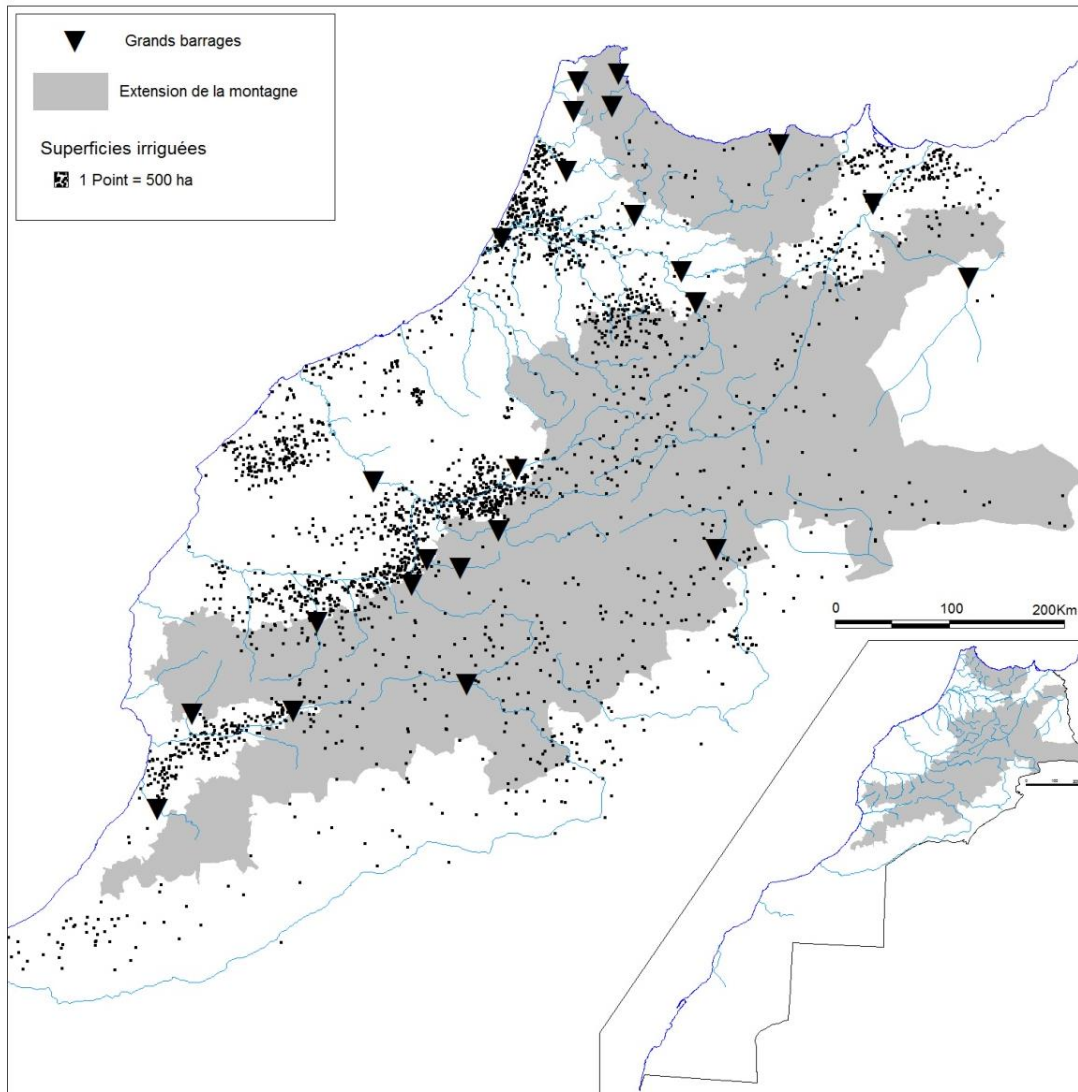 Grands barrages
Extension de la montagne
Superficies irriguées
1 Point = 500 ha
0 100 200Km